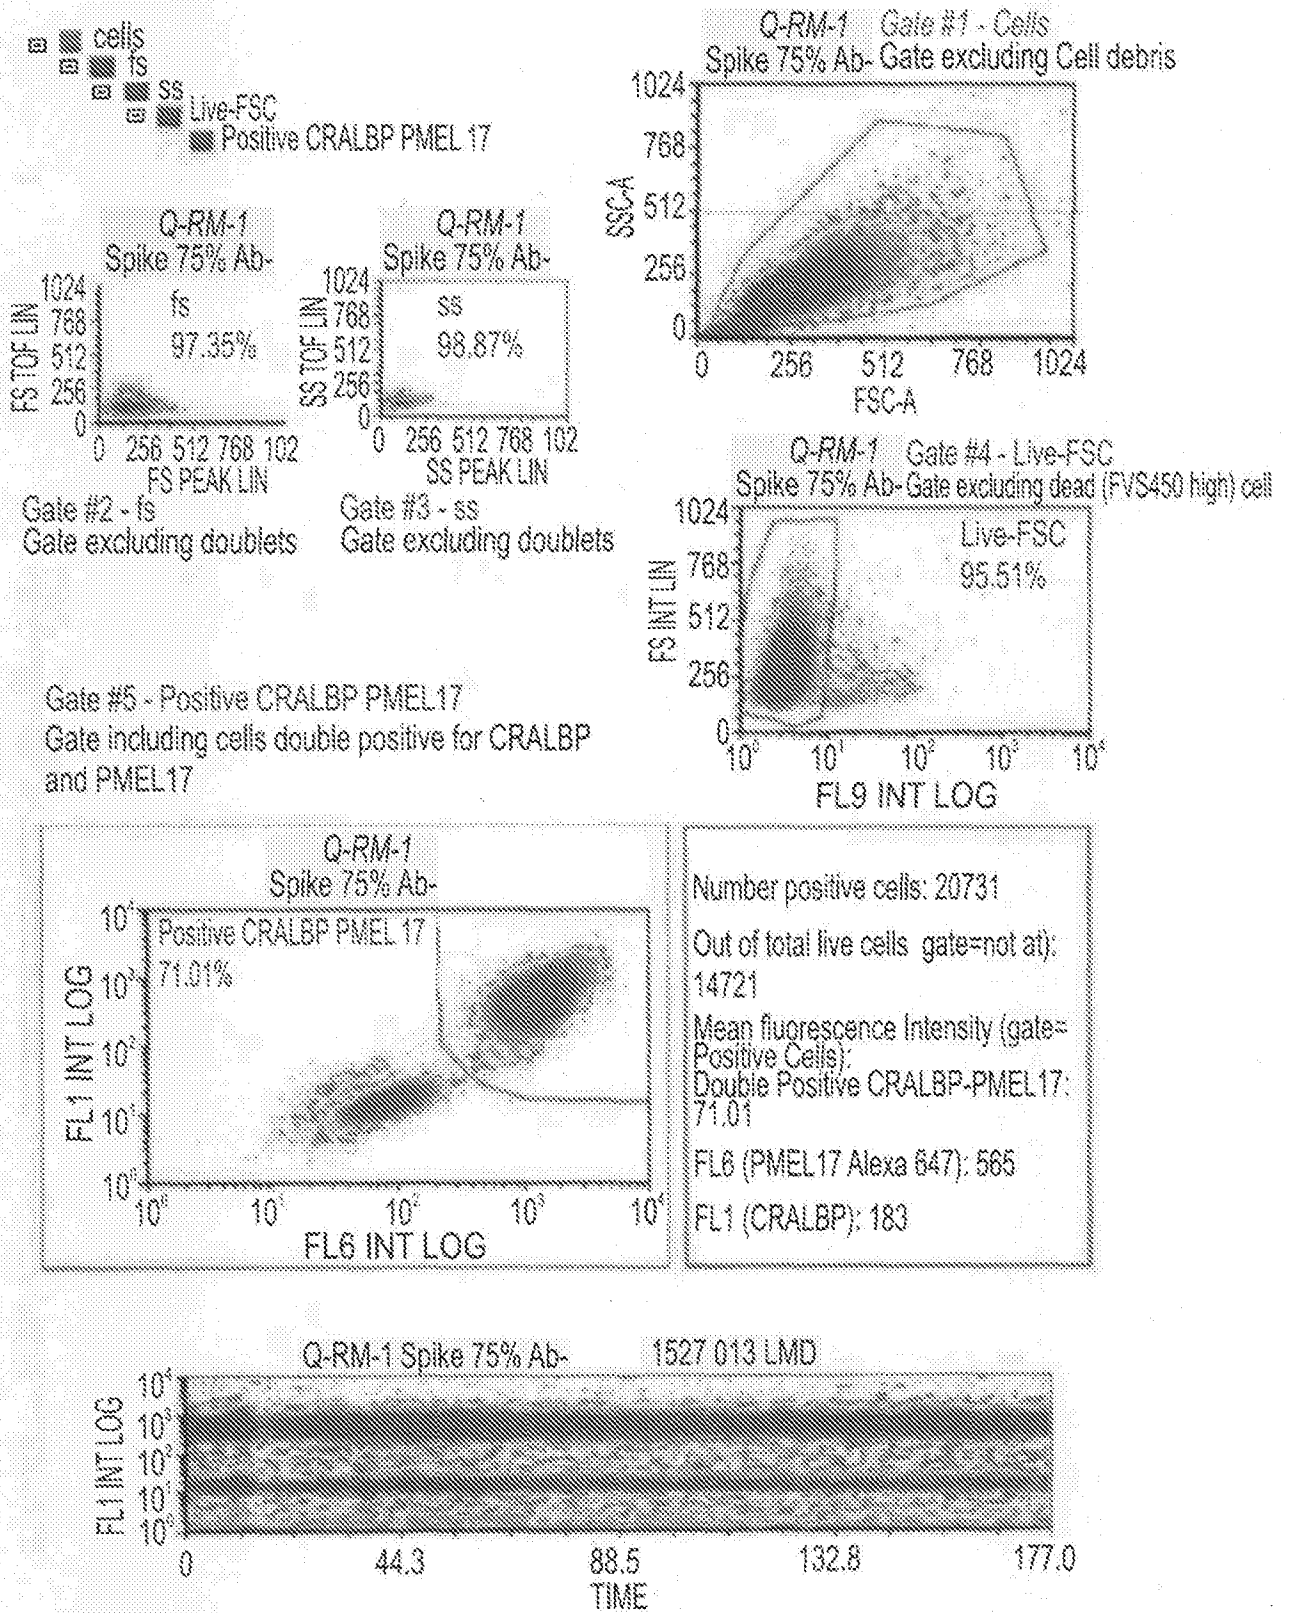 cells
fs
ss
Live-FSC
Positive CRALBP PMEL 17
Q-RM-1 Gate #1 - Cells
Spike 75% Ab- Gate excluding Cell debris
1024
768
512
256
0
SSC-A
0 256 512 768 1024
FSC-A
Q-RM-1
Spike 75% Ab-
1024
768
512
256
0
FS TOF LIN
fs
97.35%
0 256 512 768 102
FS PEAK LIN
Gate #2 - fs
Gate excluding doublets
Q-RM-1
Spike 75% Ab-
1024
768
512
256
0
SS TOF LIN
ss
98.87%
0 256 512 768 102
SS PEAK LIN
Gate #3 - ss
Gate excluding doublets
Q-RM-1 Gate #4 - Live-FSC
Spike 75% Ab- Gate excluding dead (FVS450 high) cell
1024
768
512
256
0
FS INT LIN
Live-FSC
95.51%
10⁰ 10¹ 10² 10³ 10⁴
FL9 INT LOG
Gate #5 - Positive CRALBP PMEL17
Gate including cells double positive for CRALBP
and PMEL17
Q-RM-1
Spike 75% Ab-
10⁴
10³
10²
10¹
10⁰
FL1 INT LOG
Positive CRALBP PMEL 17
71.01%
10⁰ 10¹ 10² 10³ 10⁴
FL6 INT LOG
Number positive cells: 20731
Out of total live cells gate=not at):
14721
Mean fluorescence Intensity (gate=
Positive Cells):
Double Positive CRALBP-PMEL17:
71.01
FL6 (PMEL17 Alexa 647): 565
FL1 (CRALBP): 183
Q-RM-1 Spike 75% Ab- 1527 013 LMD
10⁴
10³
10²
10¹
10⁰
FL1 INT LOG
0 44.3 88.5 132.8 177.0
TIME